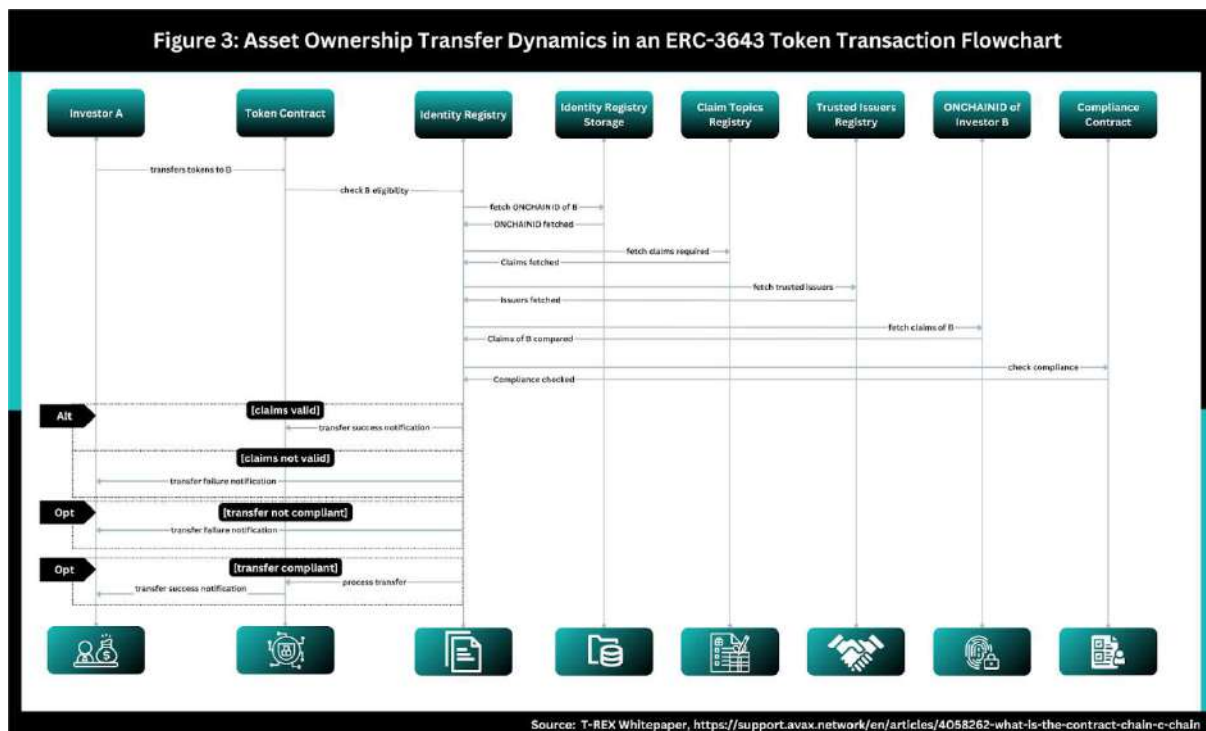 Figure 3: Asset Ownership Transfer Dynamics in an ERC-3643 Token Transaction Flowchart
Investor A
Token Contract
Identity Registry
Identity Registry
Storage
Claim Topics
Registry
Trusted Issuers
Registry
ONCHAINID of
Investor B
Compliance
Contract
transfers tokens to B
check B eligibility
fetch ONCHAINID of B
ONCHAINID fetched
fetch claims required
Claims fetched
fetch trusted issuers
Issuers fetched
fetch claims of B
Claims of B compared
check compliance
Compliance checked
Alt
[claims valid]
transfer success notification
[claims not valid]
transfer failure notification
Opt
[transfer not compliant]
transfer failure notification
Opt
[transfer compliant]
process transfer
transfer success notification
Source: T-REX Whitepaper, https://support.avax.network/en/articles/4058262-what-is-the-contract-chain-c-chain